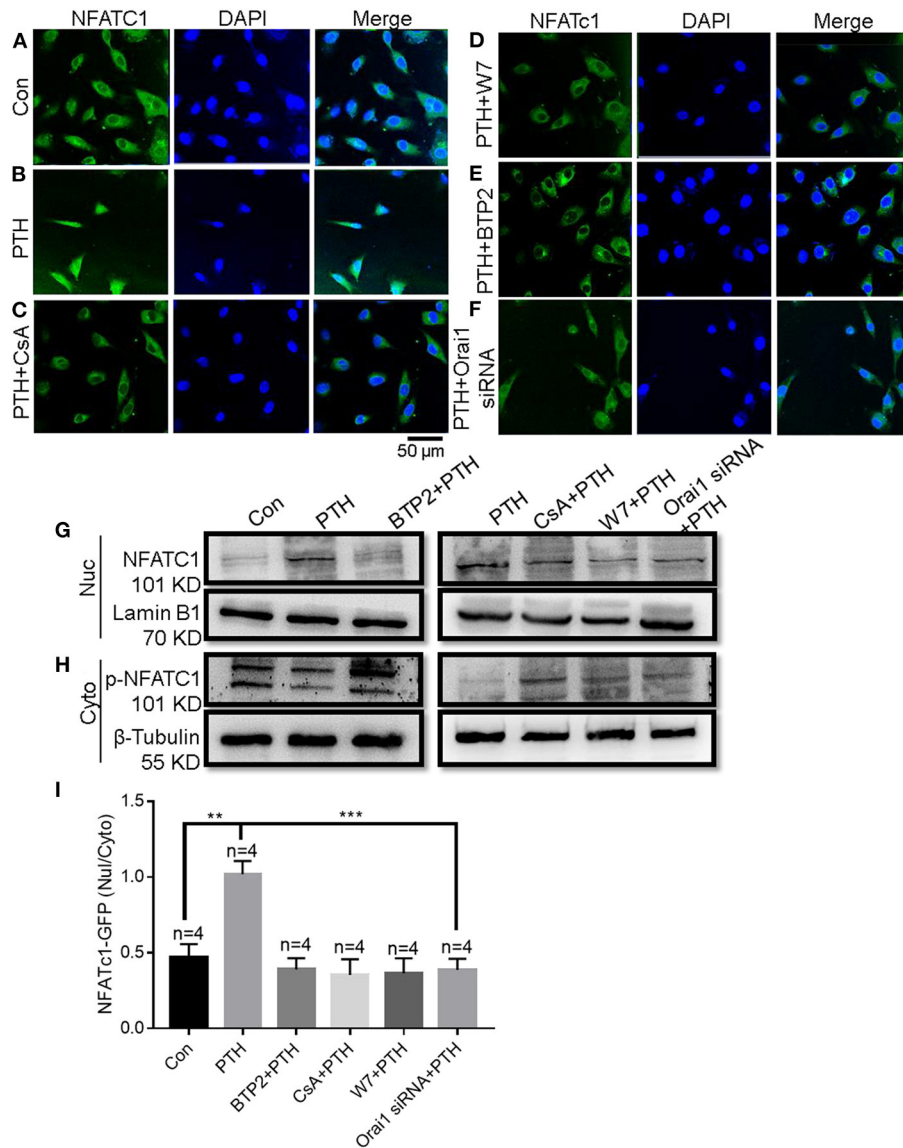 NFATC1 DAPI Merge
A Con
B PTH
C PTH+CsA
50 µm
NFATc1 DAPI Merge
D PTH+W7
E PTH+BTP2
F PTH+Orai1
siRNA
Con PTH BTP2+PTH PTH CsA+PTH W7+PTH Orai1 siRNA
+PTH
G
Nuc
NFATC1
101 KD
Lamin B1
70 KD
H
Cyto
p-NFATC1
101 KD
β-Tubulin
55 KD
I
NFATc1-GFP (Nul/Cyto)
1.5
1.0
0.5
0.0
** ***
n=4 n=4 n=4 n=4 n=4 n=4
Con PTH BTP2+PTH CsA+PTH W7+PTH Orai1 siRNA+PTH